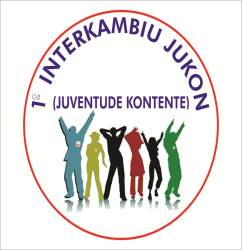 1º INTERKAMBIU JUKON
(JUVENTUDE KONTENTE)